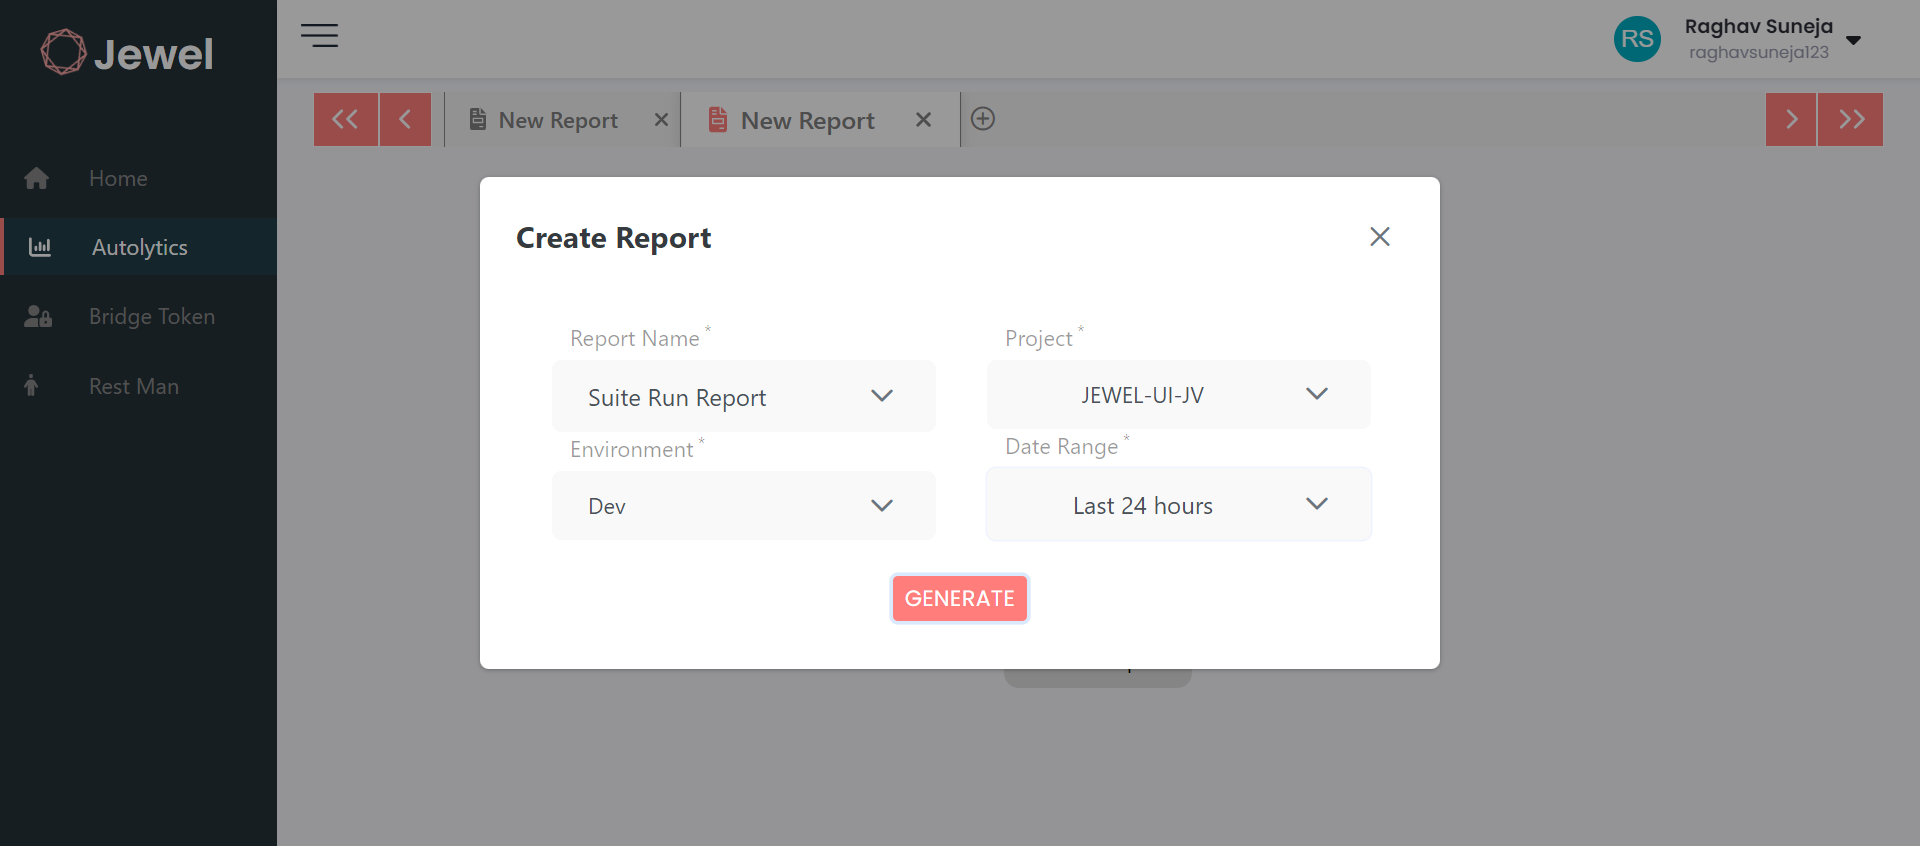 Jewel
RS
Raghav Suneja
raghavsuneja123
New Report
New Report
Home
Autolytics
Bridge Token
Rest Man
Create Report
Report Name *
Project *
Suite Run Report
JEWEL-UI-JV
Environment *
Date Range *
Dev
Last 24 hours
GENERATE